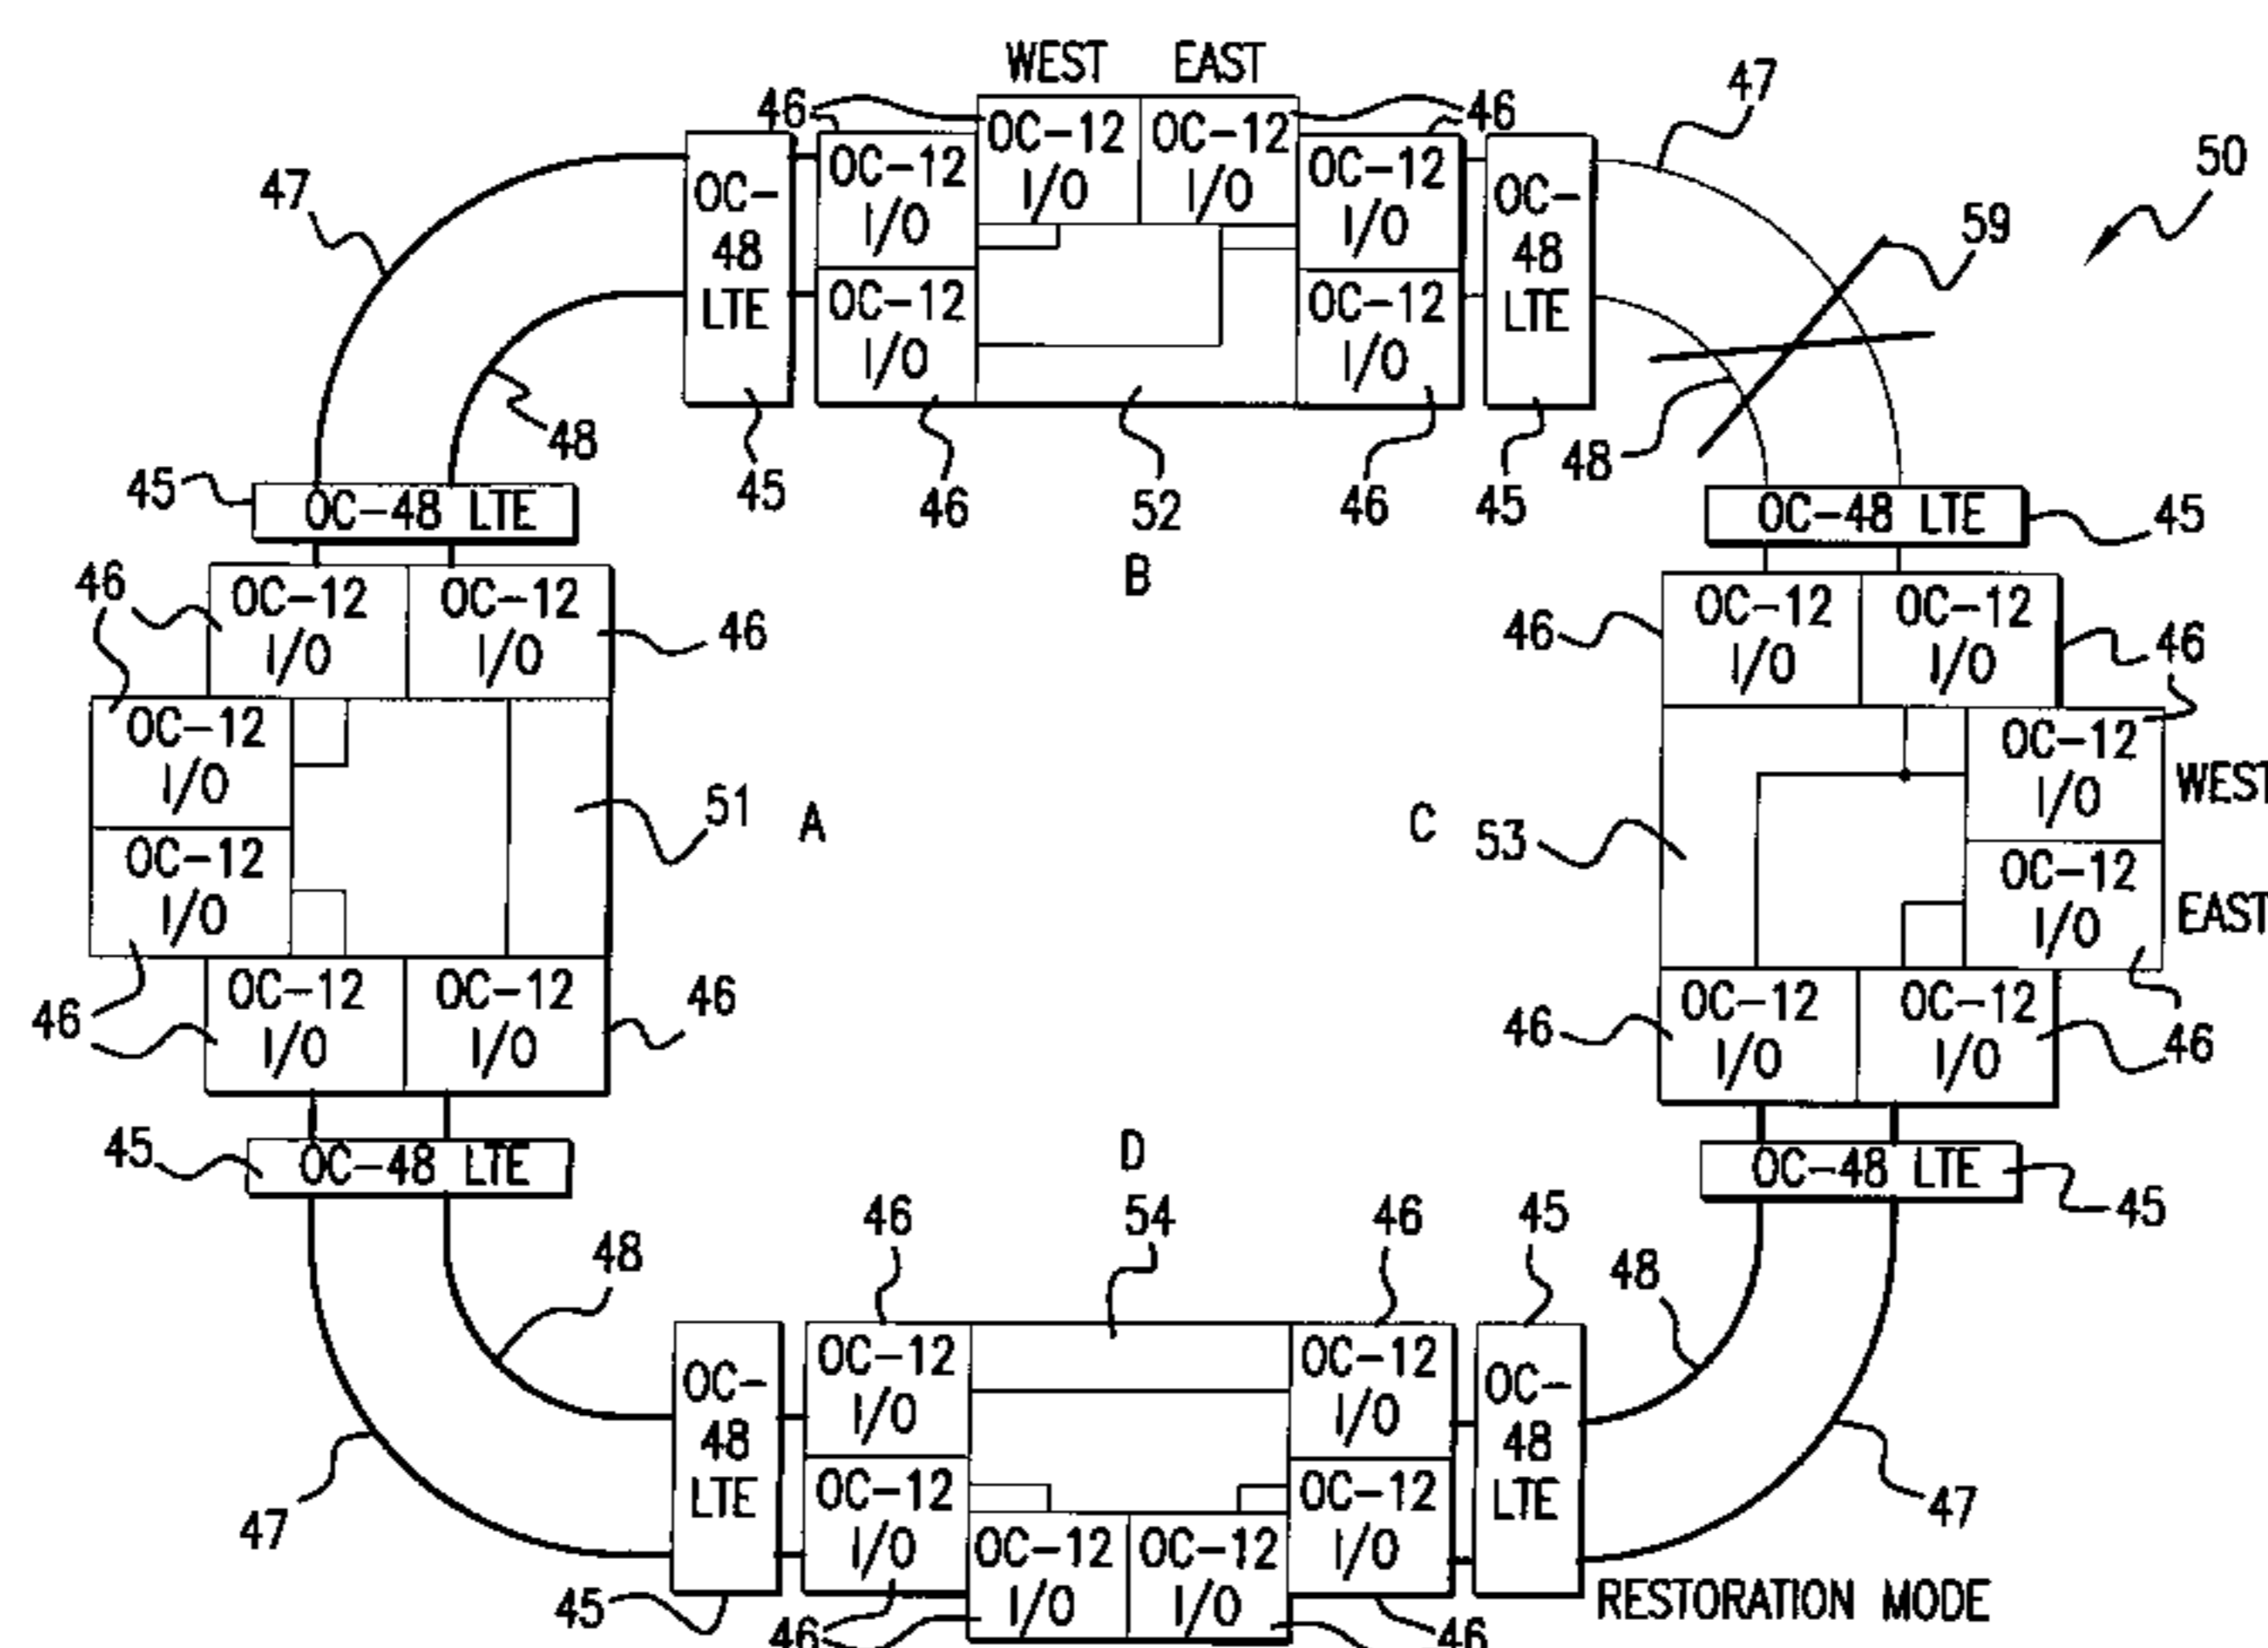 WEST EAST
46 OC-12 I/O OC-12 I/O 46
47
50
47
OC-48 LTE
OC-12 I/O
OC-12 I/O
OC-12 I/O
OC-12 I/O
OC-48 LTE
59
48
45
46
52
46
45
48
B
45 OC-48 LTE
OC-48 LTE 45
46 OC-12 I/O OC-12 I/O 46
46 OC-12 I/O OC-12 I/O 46
OC-12 I/O
OC-12 I/O
51 A
C 53
OC-12 I/O WEST
OC-12 I/O EAST
46 OC-12 I/O OC-12 I/O 46
46 OC-12 I/O OC-12 I/O 46
45 OC-48 LTE
OC-48 LTE 45
D
48
46
54
46
45
48
OC-48 LTE
OC-12 I/O
OC-12 I/O
OC-12 I/O
OC-12 I/O
OC-48 LTE
47
47
OC-12 I/O OC-12 I/O
45
46
46
RESTORATION MODE